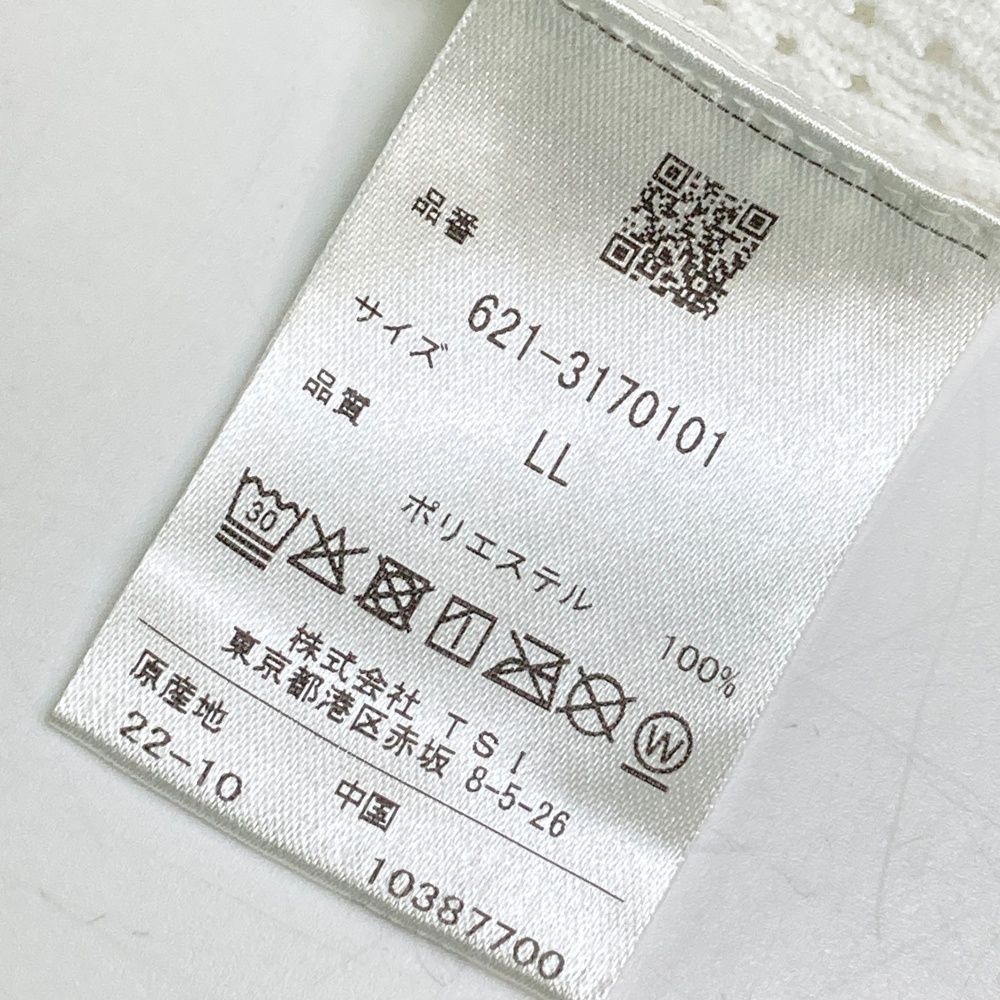 品番
621-3170101
サイズ
LL
品質
ポリエステル 100%
30
W
株式会社 TSI
東京都港区赤坂 8-5-26
原産地 中国
22-10 10387700